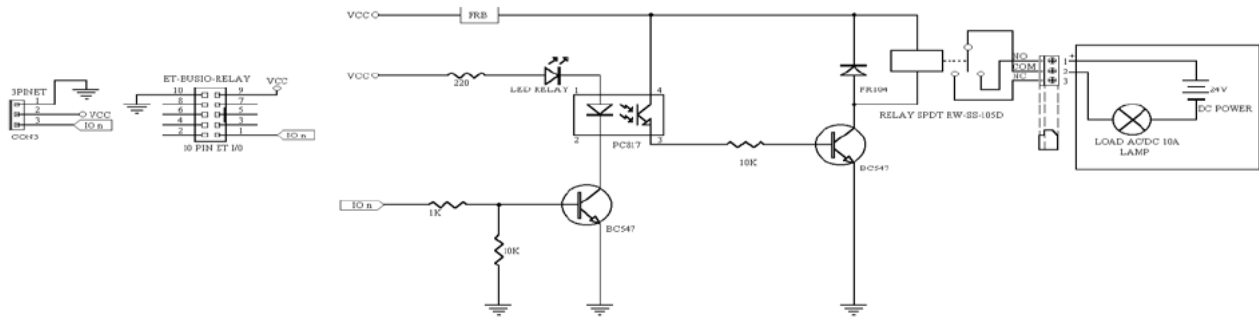 3PINET
1
2
3
VCC
IO n
CON3
ET-BUSIO-RELAY
VCC
10 9
8 7
6 5
4 3
2 1
IO n
10 PIN ET I/0
VCC
FRB
VCC
220
LED RELAY
1 4
2 3
PC817
IO n
1K
10K
BC547
10K
BC547
FR104
RELAY SPDT RW-SS-105D
NO
COM
NC
1
2
3
+
24V
DC POWER
LOAD AC/DC 10A
LAMP